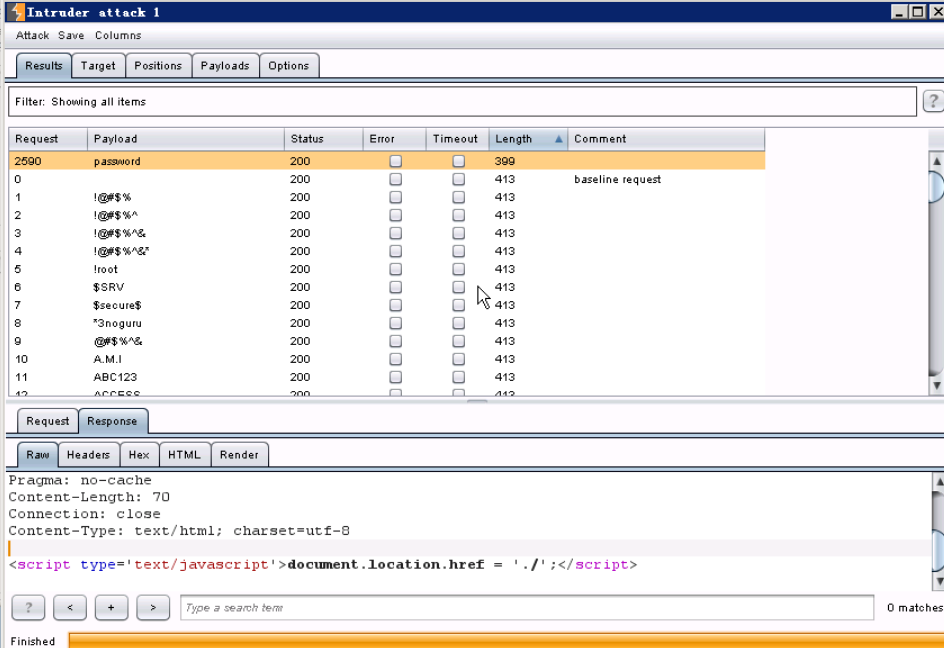 Intruder attack 1
Attack Save Columns
Results Target Positions Payloads Options
Filter: Showing all items
?
Request Payload Status Error Timeout Length Comment
2590 password 200 399
0 200 413 baseline request
1 !@#$% 200 413
2 !@#$%^ 200 413
3 !@#$%^& 200 413
4 !@#$%^&* 200 413
5 !root 200 413
6 $SRV 200 413
7 $secure$ 200 413
8 *3noguru 200 413
9 @#$%^& 200 413
10 A.M.I 200 413
11 ABC123 200 413
12 ACCESS 200 413
Request Response
Raw Headers Hex HTML Render
Pragma: no-cache
Content-Length: 70
Connection: close
Content-Type: text/html; charset=utf-8
<script type='text/javascript'>document.location.href = './';</script>
? < + > Type a search term 0 matches
Finished